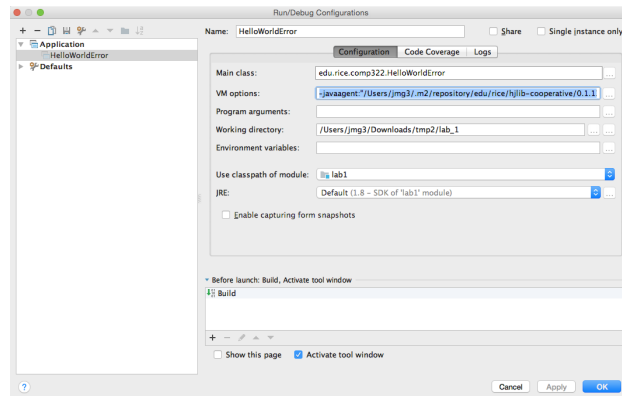 Run/Debug Configurations
Name: HelloWorldError Share Single instance only
Application
HelloWorldError
Defaults
Configuration Code Coverage Logs
Main class: edu.rice.comp322.HelloWorldError
VM options: -javaagent:"/Users/jmg3/.m2/repository/edu/rice/hjlib-cooperative/0.1.1
Program arguments:
Working directory: /Users/jmg3/Downloads/tmp2/lab_1
Environment variables:
Use classpath of module: lab1
JRE: Default (1.8 - SDK of 'lab1' module)
Enable capturing form snapshots
Before launch: Build, Activate tool window
Build
Show this page Activate tool window
? Cancel Apply OK